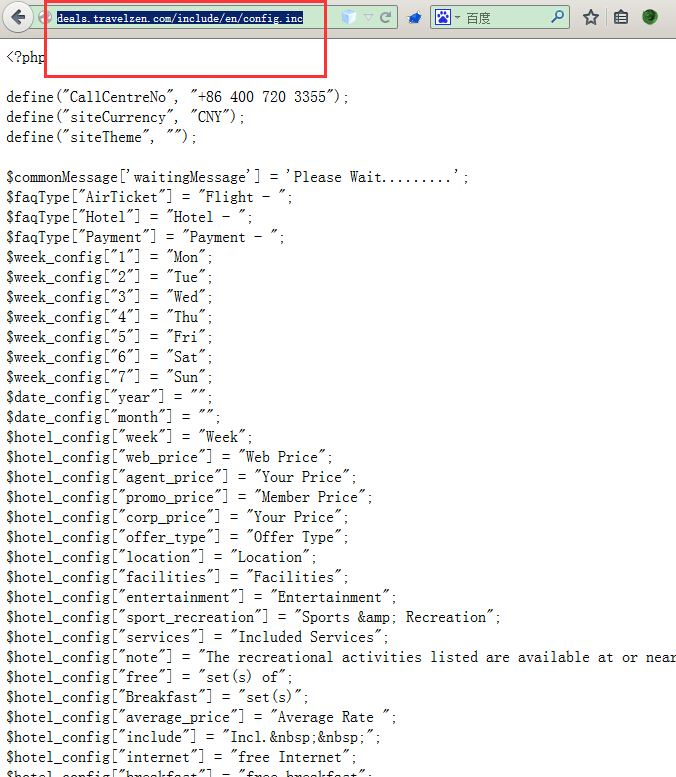 deals.travelzen.com/include/en/config.inc
百度
<?php
define("CallCentreNo", "+86 400 720 3355");
define("siteCurrency", "CNY");
define("siteTheme", "");
$commonMessage['waitingMessage'] = 'Please Wait.........';
$faqType["AirTicket"] = "Flight - ";
$faqType["Hotel"] = "Hotel - ";
$faqType["Payment"] = "Payment - ";
$week_config["1"] = "Mon";
$week_config["2"] = "Tue";
$week_config["3"] = "Wed";
$week_config["4"] = "Thu";
$week_config["5"] = "Fri";
$week_config["6"] = "Sat";
$week_config["7"] = "Sun";
$date_config["year"] = "";
$date_config["month"] = "";
$hotel_config["week"] = "Week";
$hotel_config["web_price"] = "Web Price";
$hotel_config["agent_price"] = "Your Price";
$hotel_config["promo_price"] = "Member Price";
$hotel_config["corp_price"] = "Your Price";
$hotel_config["offer_type"] = "Offer Type";
$hotel_config["location"] = "Location";
$hotel_config["facilities"] = "Facilities";
$hotel_config["entertainment"] = "Entertainment";
$hotel_config["sport_recreation"] = "Sports &amp; Recreation";
$hotel_config["services"] = "Included Services";
$hotel_config["note"] = "The recreational activities listed are available at or near
$hotel_config["free"] = "set(s) of";
$hotel_config["Breakfast"] = "set(s)";
$hotel_config["average_price"] = "Average Rate ";
$hotel_config["include"] = "Incl.&nbsp;&nbsp;";
$hotel_config["internet"] = "free Internet";
$hotel_config["breakfast"] = "free breakfast"